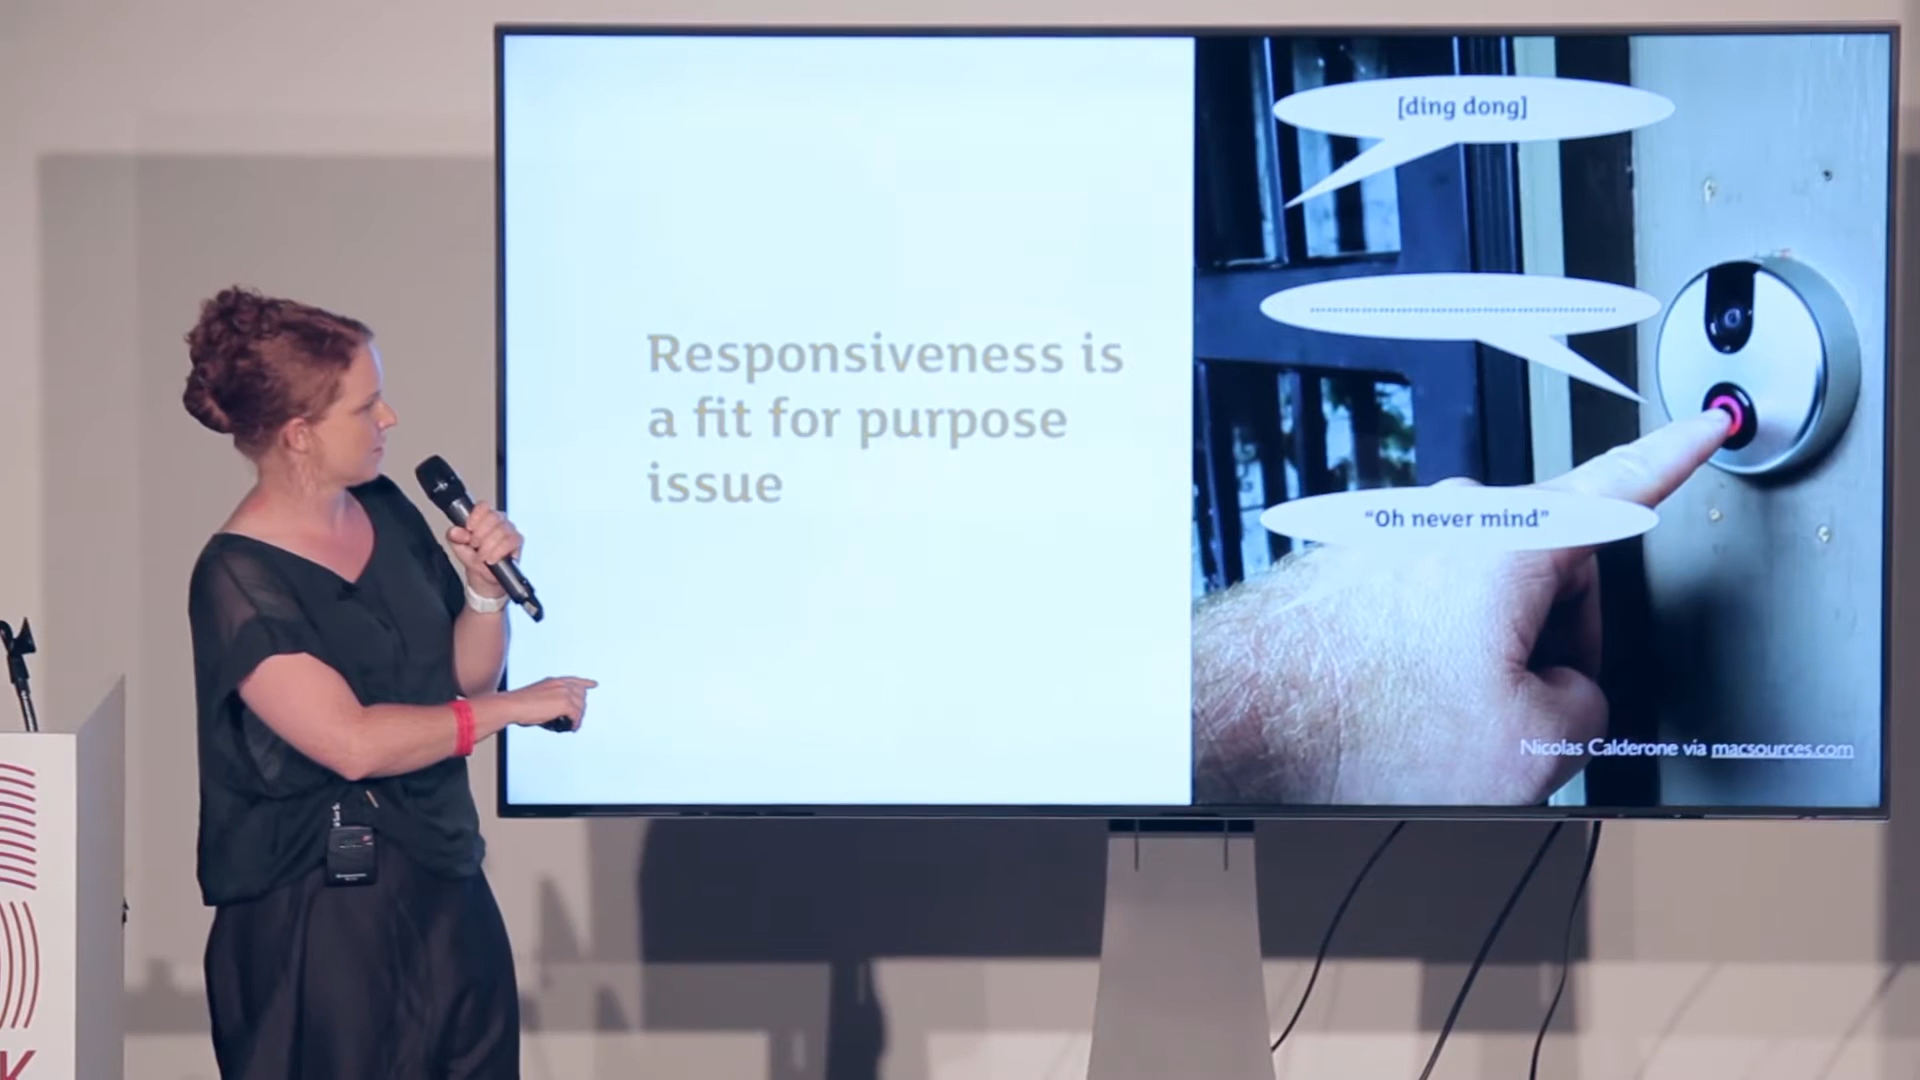 Responsiveness is
a fit for purpose
issue
[ding dong]
“Oh never mind”
Nicolas Calderone via macsources.com
K